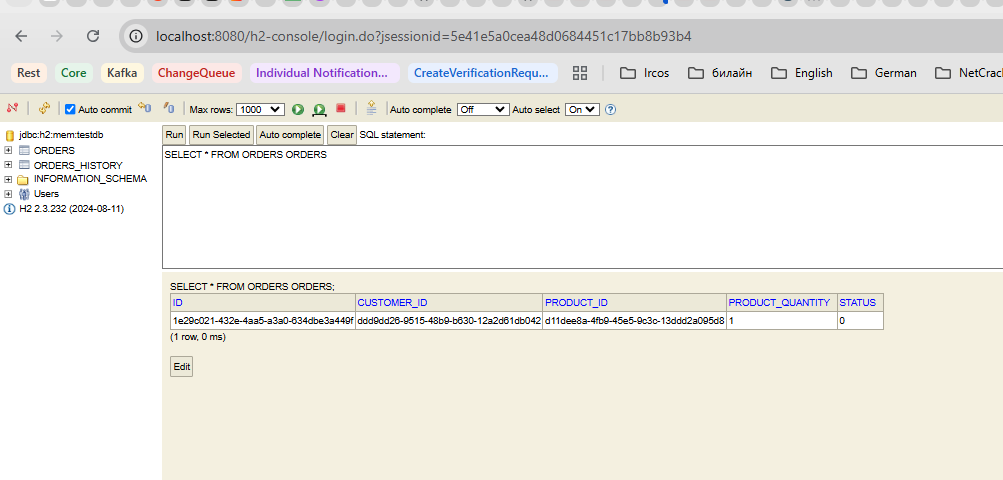 localhost:8080/h2-console/login.do?jsessionid=5e41e5a0cea48d0684451c17bb8b93b4
Rest Core Kafka ChangeQueue Individual Notification... CreateVerificationRequ... Ircos билайн English German NetCrac
Auto commit Max rows: 1000 Auto complete Off Auto select On
jdbc:h2:mem:testdb
ORDERS
ORDERS_HISTORY
INFORMATION_SCHEMA
Users
H2 2.3.232 (2024-08-11)
Run Run Selected Auto complete Clear SQL statement:
SELECT * FROM ORDERS ORDERS
SELECT * FROM ORDERS ORDERS;
ID CUSTOMER_ID PRODUCT_ID PRODUCT_QUANTITY STATUS
1e29c021-432e-4aa5-a3a0-634dbe3a449f ddd9dd26-9515-48b9-b630-12a2d61db042 d11dee8a-4fb9-45e5-9c3c-13ddd2a095d8 1 0
(1 row, 0 ms)
Edit